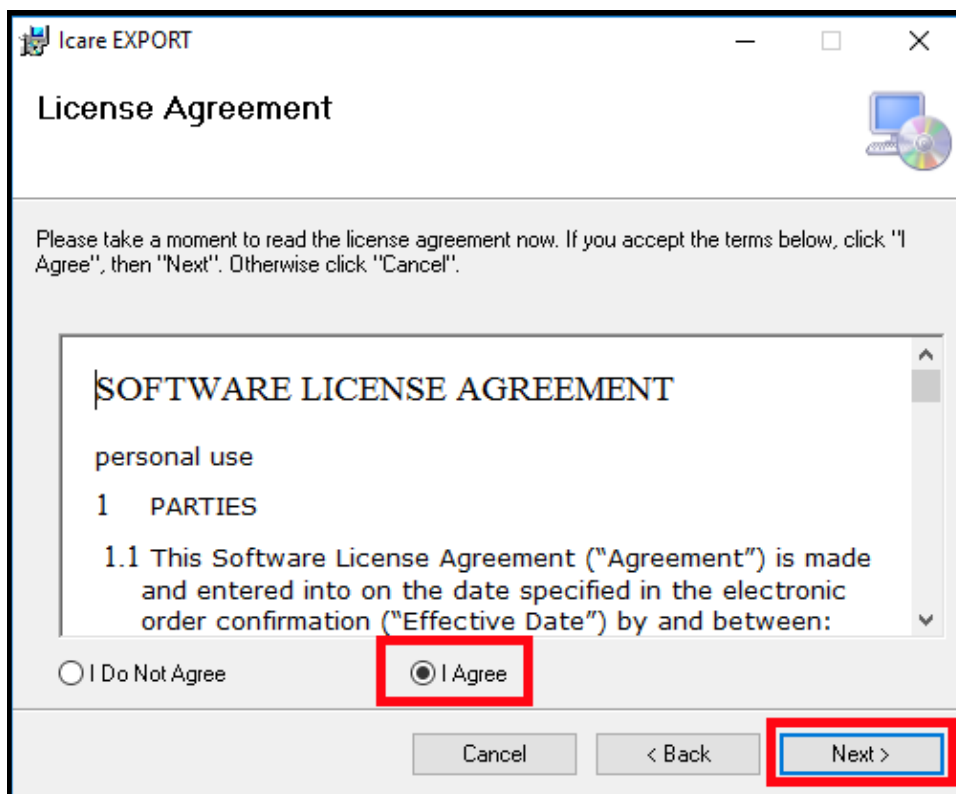 Icare EXPORT
License Agreement
Please take a moment to read the license agreement now. If you accept the terms below, click "I
Agree", then "Next". Otherwise click "Cancel".
SOFTWARE LICENSE AGREEMENT
personal use
1 PARTIES
1.1 This Software License Agreement (“Agreement”) is made
and entered into on the date specified in the electronic
order confirmation (“Effective Date”) by and between:
I Do Not Agree
I Agree
Cancel
< Back
Next >